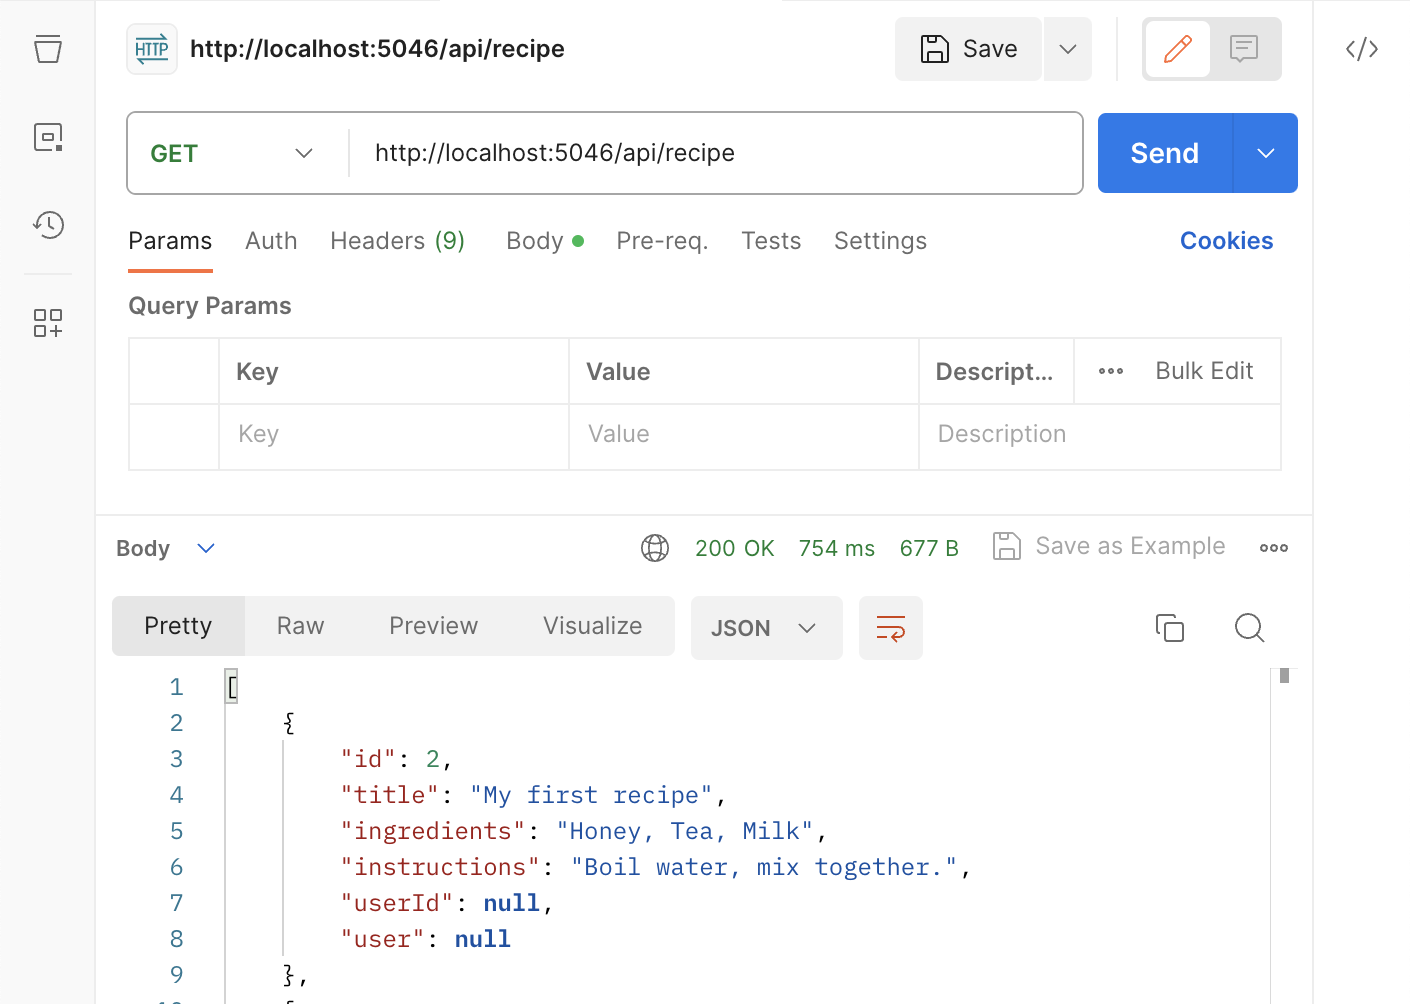 HTTP http://localhost:5046/api/recipe Save </>
GET http://localhost:5046/api/recipe Send
Params Auth Headers (9) Body Pre-req. Tests Settings Cookies
Query Params
Key Value Descript... Bulk Edit
Key Value Description
Body 200 OK 754 ms 677 B Save as Example
Pretty Raw Preview Visualize JSON
1 [
2 {
3 "id": 2,
4 "title": "My first recipe",
5 "ingredients": "Honey, Tea, Milk",
6 "instructions": "Boil water, mix together.",
7 "userId": null,
8 "user": null
9 },